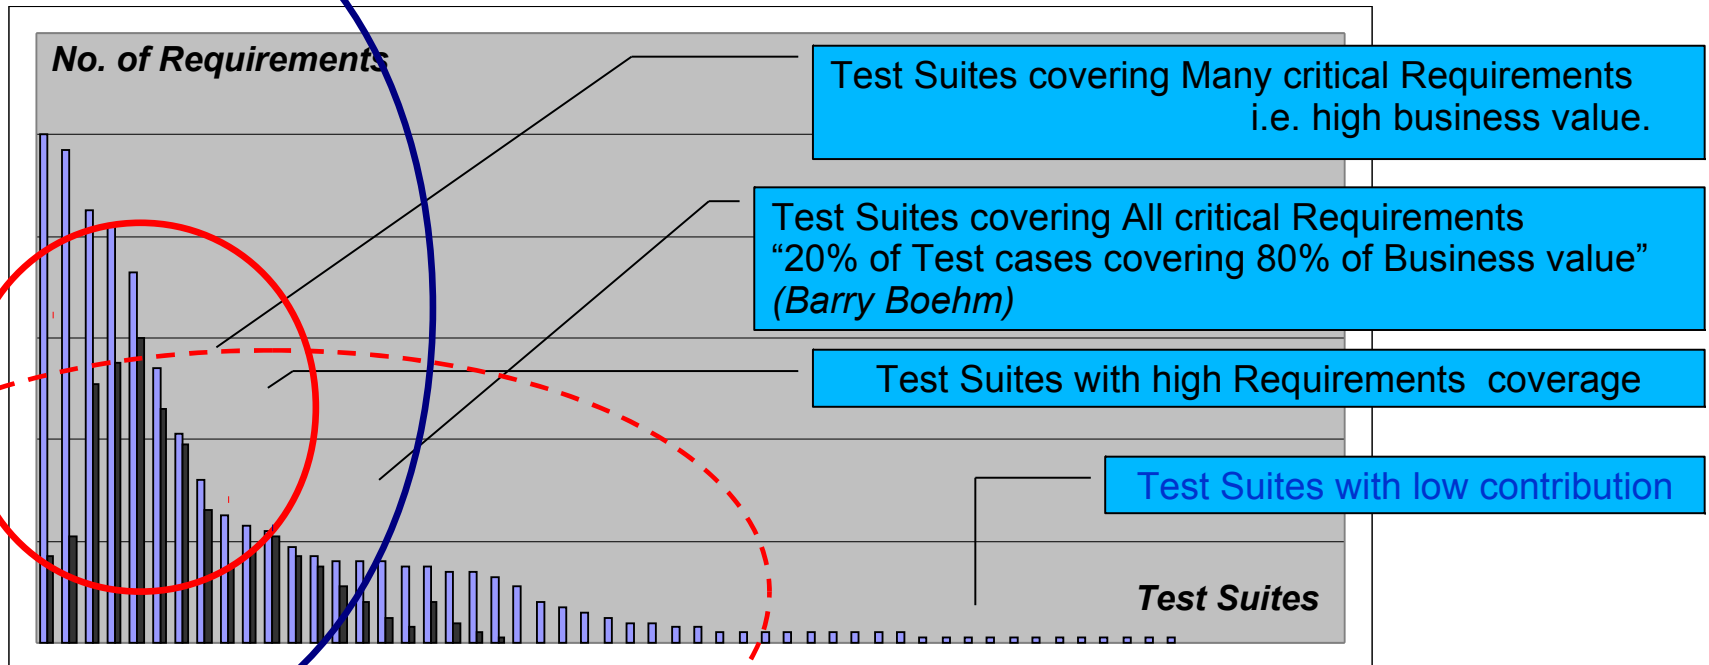 No. of Requirements
Test Suites covering Many critical Requirements
i.e. high business value.
Test Suites covering All critical Requirements
“20% of Test cases covering 80% of Business value”
(Barry Boehm)
Test Suites with high Requirements coverage
Test Suites with low contribution
Test Suites